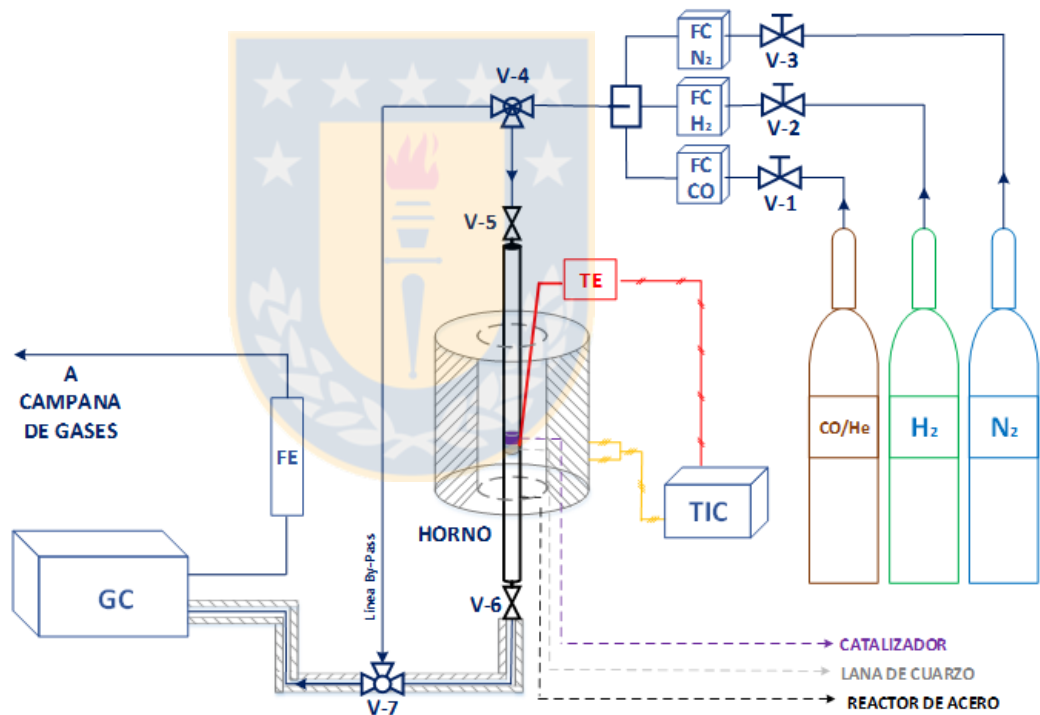 FC
N₂
V-3
V-4
FC
H₂
V-2
FC
CO
V-1
V-5
TE
A
CAMPANA
DE GASES
FE
CO/He
H₂
N₂
TIC
HORNO
GC
Línea By-Pass
V-6
V-7
CATALIZADOR
LANA DE CUARZO
REACTOR DE ACERO